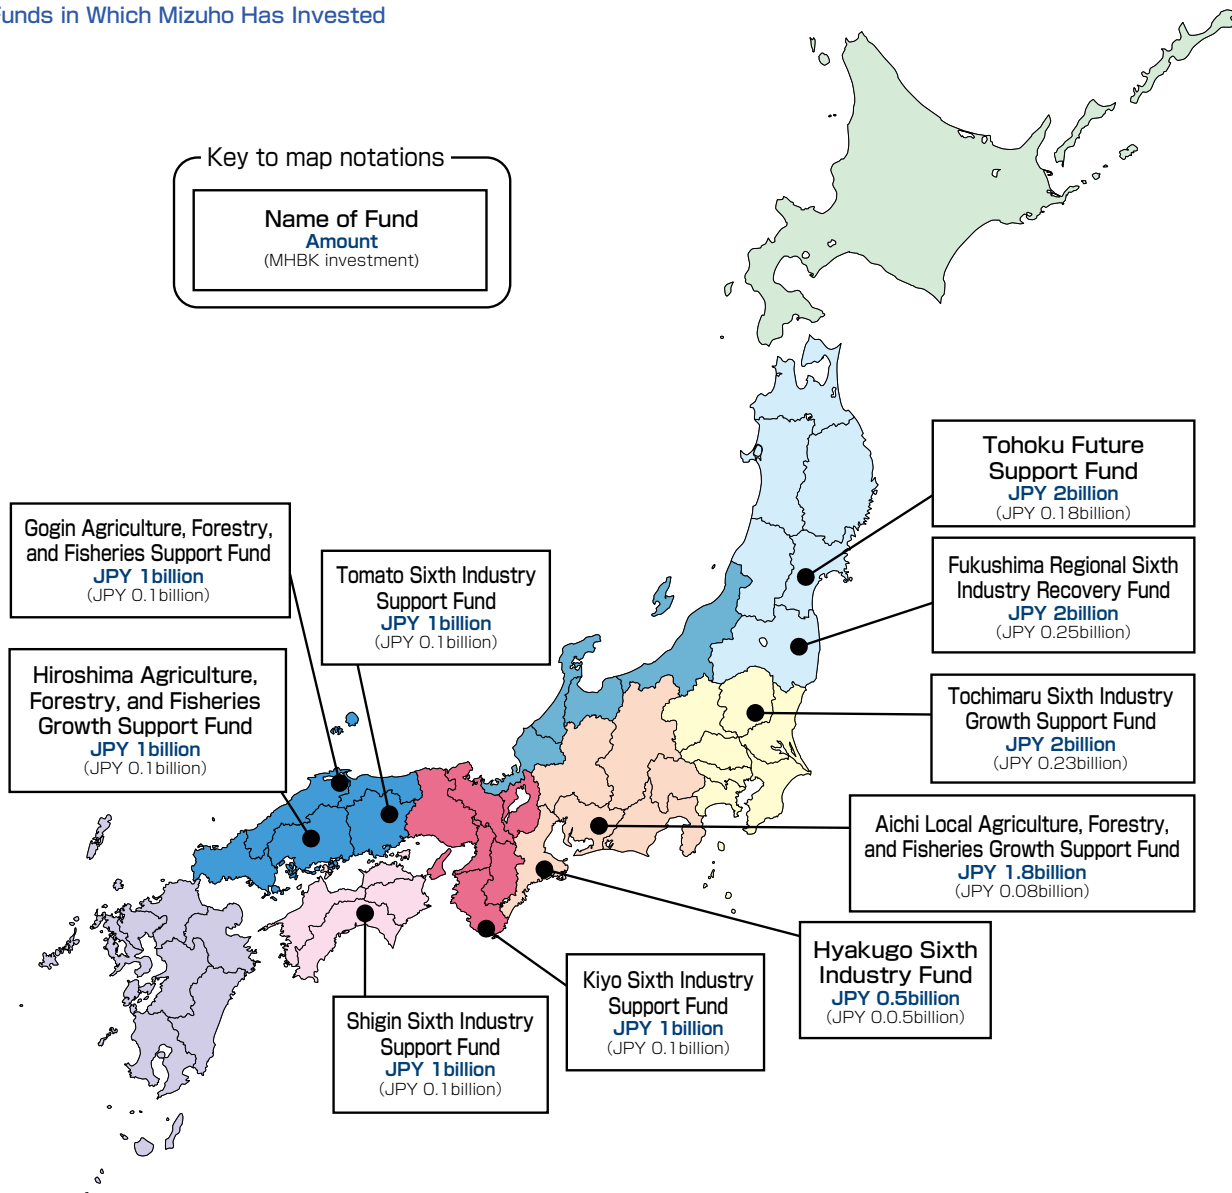 Funds in Which Mizuho Has Invested
Key to map notations
Name of Fund
Amount
(MHBK investment)
Tohoku Future
Support Fund
JPY 2billion
(JPY 0.18billion)
Fukushima Regional Sixth
Industry Recovery Fund
JPY 2billion
(JPY 0.25billion)
Tochimaru Sixth Industry
Growth Support Fund
JPY 2billion
(JPY 0.23billion)
Aichi Local Agriculture, Forestry,
and Fisheries Growth Support Fund
JPY 1.8billion
(JPY 0.08billion)
Hyakugo Sixth
Industry Fund
JPY 0.5billion
(JPY 0.0.5billion)
Kiyo Sixth Industry
Support Fund
JPY 1billion
(JPY 0.1billion)
Shigin Sixth Industry
Support Fund
JPY 1billion
(JPY 0.1billion)
Gogin Agriculture, Forestry,
and Fisheries Support Fund
JPY 1billion
(JPY 0.1billion)
Tomato Sixth Industry
Support Fund
JPY 1billion
(JPY 0.1billion)
Hiroshima Agriculture,
Forestry, and Fisheries
Growth Support Fund
JPY 1billion
(JPY 0.1billion)